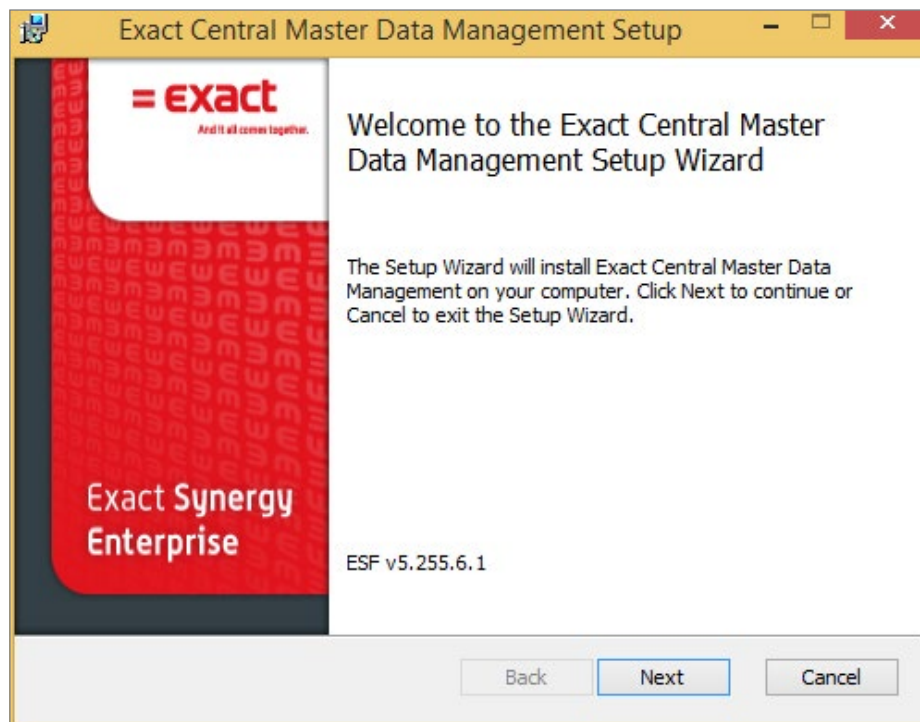 Exact Central Master Data Management Setup
= exact
And it all comes together.
Welcome to the Exact Central Master
Data Management Setup Wizard
The Setup Wizard will install Exact Central Master Data
Management on your computer. Click Next to continue or
Cancel to exit the Setup Wizard.
Exact Synergy
Enterprise
ESF v5.255.6.1
Back
Next
Cancel